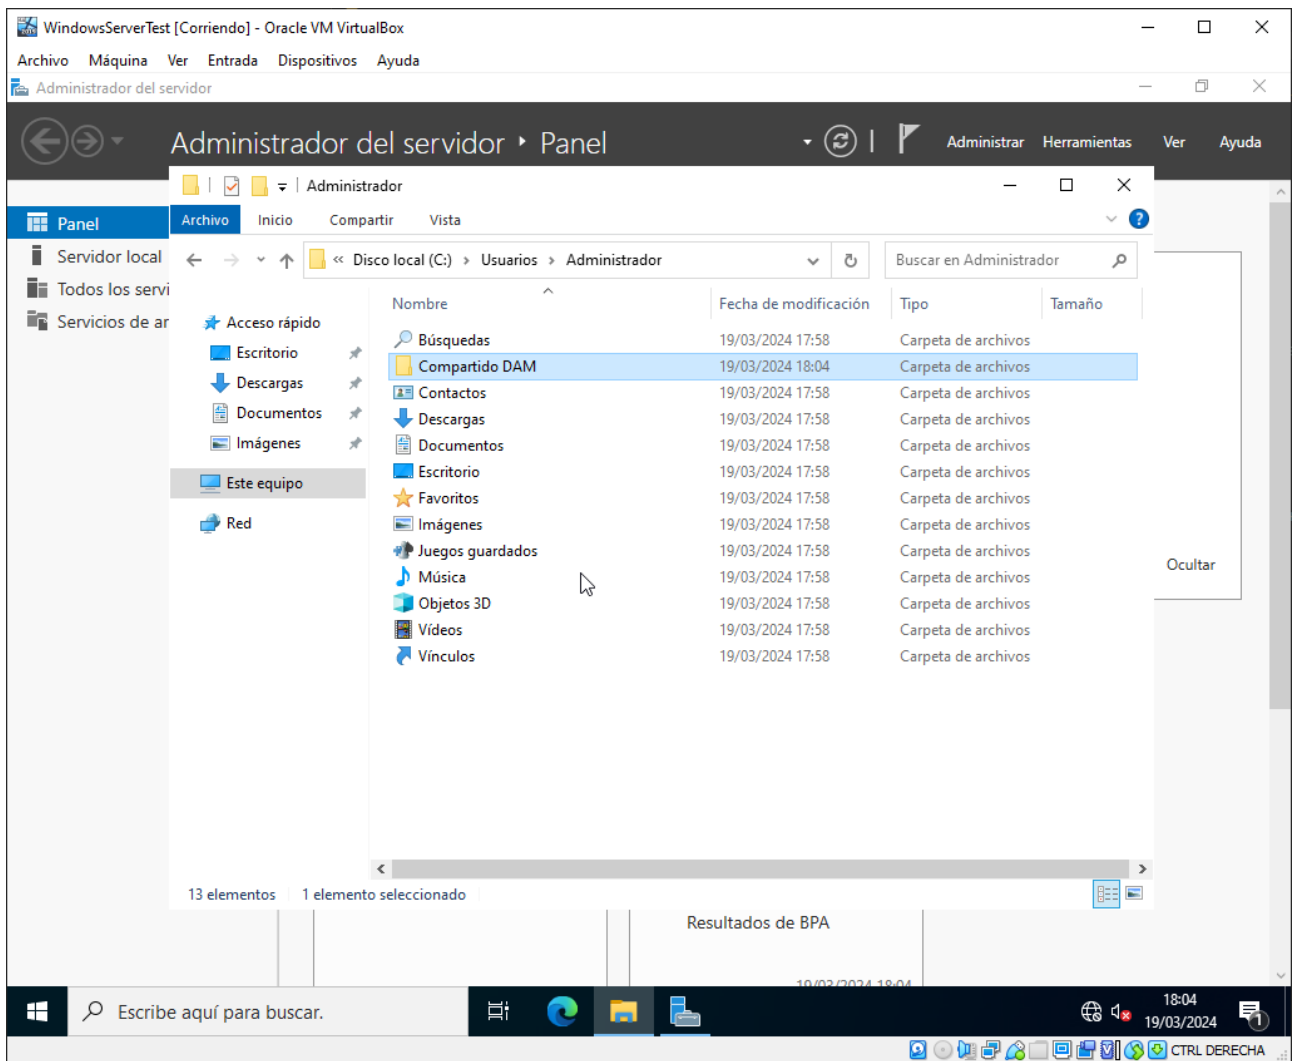 WindowsServerTest [Corriendo] - Oracle VM VirtualBox
Archivo Máquina Ver Entrada Dispositivos Ayuda
Administrador del servidor
Administrador del servidor Panel
Administrar Herramientas Ver Ayuda
Administrador
Archivo Inicio Compartir Vista
« Disco local (C:) > Usuarios > Administrador
Buscar en Administrador
Panel
Servidor local
Todos los servi
Servicios de ar
Acceso rápido
Escritorio
Descargas
Documentos
Imágenes
Este equipo
Red
Nombre Fecha de modificación Tipo Tamaño
Búsquedas 19/03/2024 17:58 Carpeta de archivos
Compartido DAM 19/03/2024 18:04 Carpeta de archivos
Contactos 19/03/2024 17:58 Carpeta de archivos
Descargas 19/03/2024 17:58 Carpeta de archivos
Documentos 19/03/2024 17:58 Carpeta de archivos
Escritorio 19/03/2024 17:58 Carpeta de archivos
Favoritos 19/03/2024 17:58 Carpeta de archivos
Imágenes 19/03/2024 17:58 Carpeta de archivos
Juegos guardados 19/03/2024 17:58 Carpeta de archivos
Música 19/03/2024 17:58 Carpeta de archivos
Objetos 3D 19/03/2024 17:58 Carpeta de archivos
Vídeos 19/03/2024 17:58 Carpeta de archivos
Vínculos 19/03/2024 17:58 Carpeta de archivos
Ocultar
13 elementos 1 elemento seleccionado
Resultados de BPA
19/03/2024 18:04
Escribe aquí para buscar.
18:04
19/03/2024
1
CTRL DERECHA